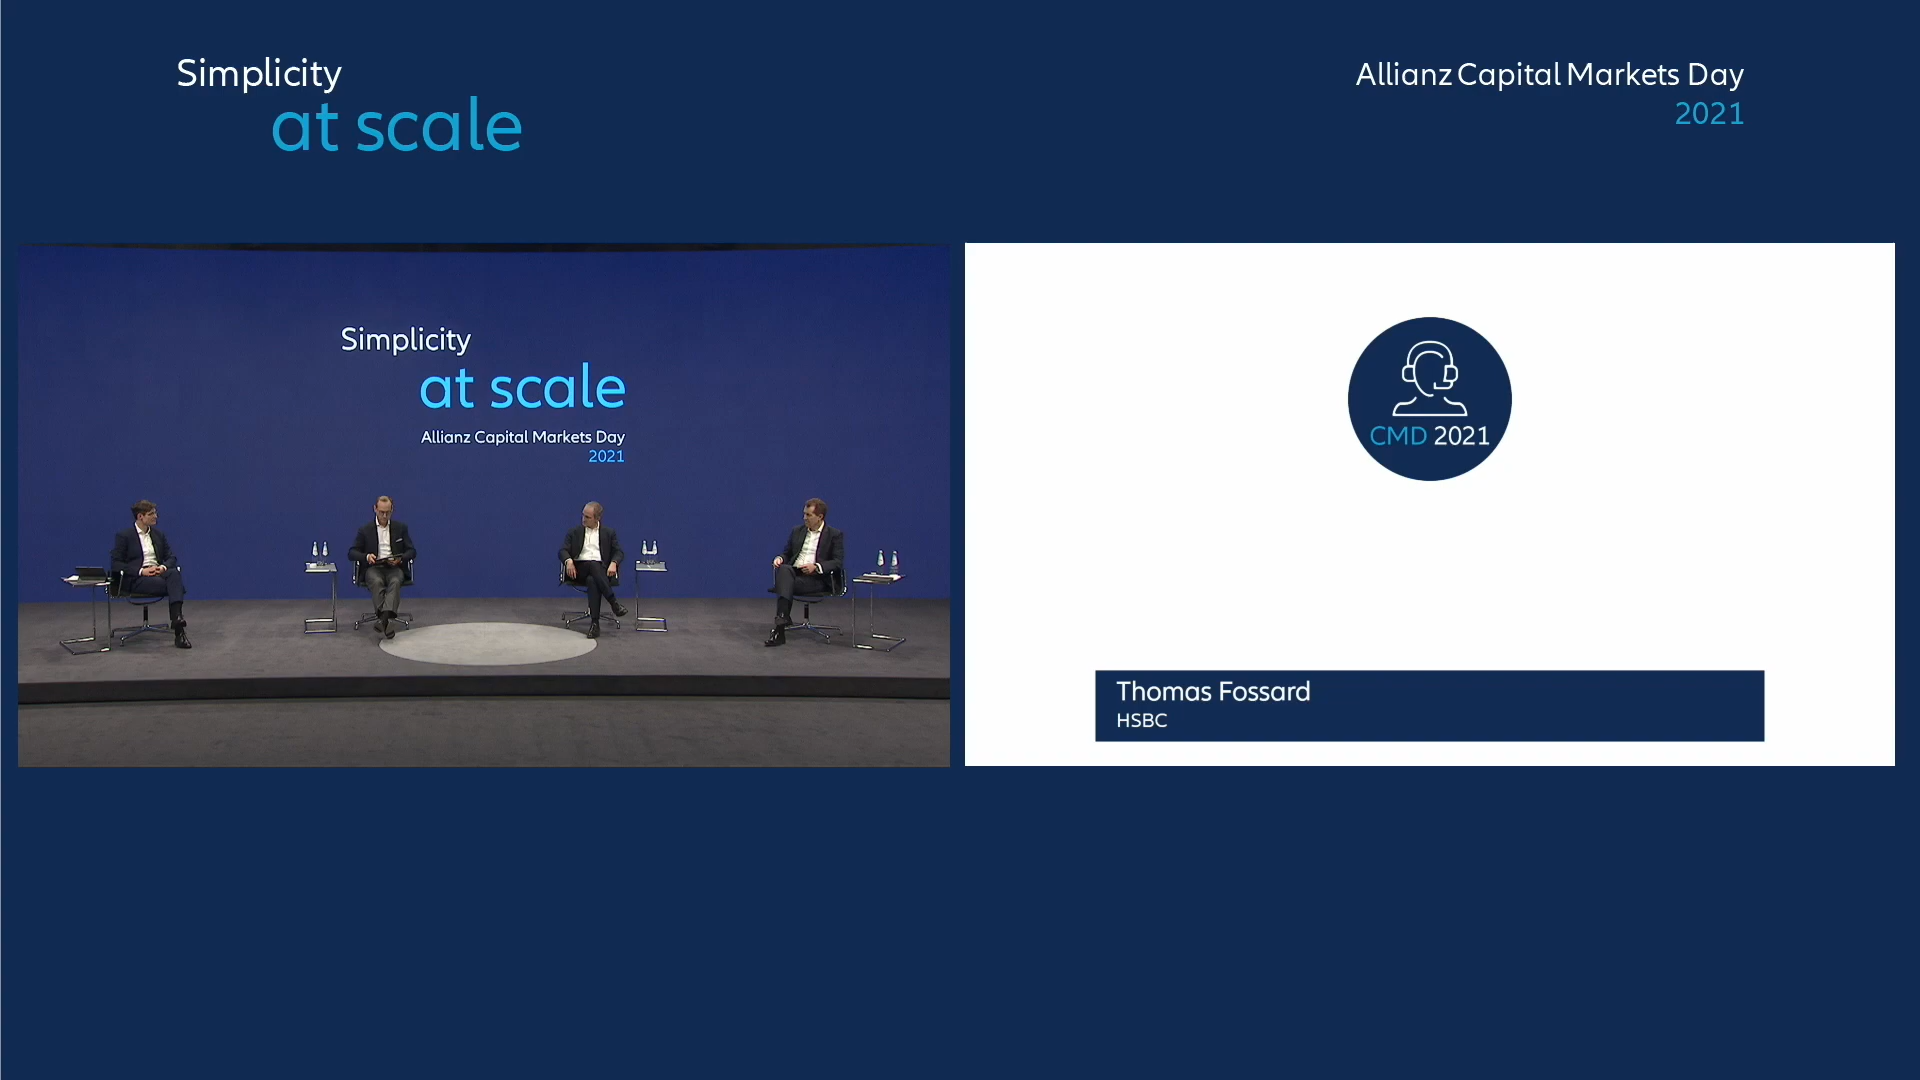 Simplicity
at scale
Allianz Capital Markets Day
2021
Simplicity
at scale
Allianz Capital Markets Day
2021
CMD 2021
Thomas Fossard
HSBC